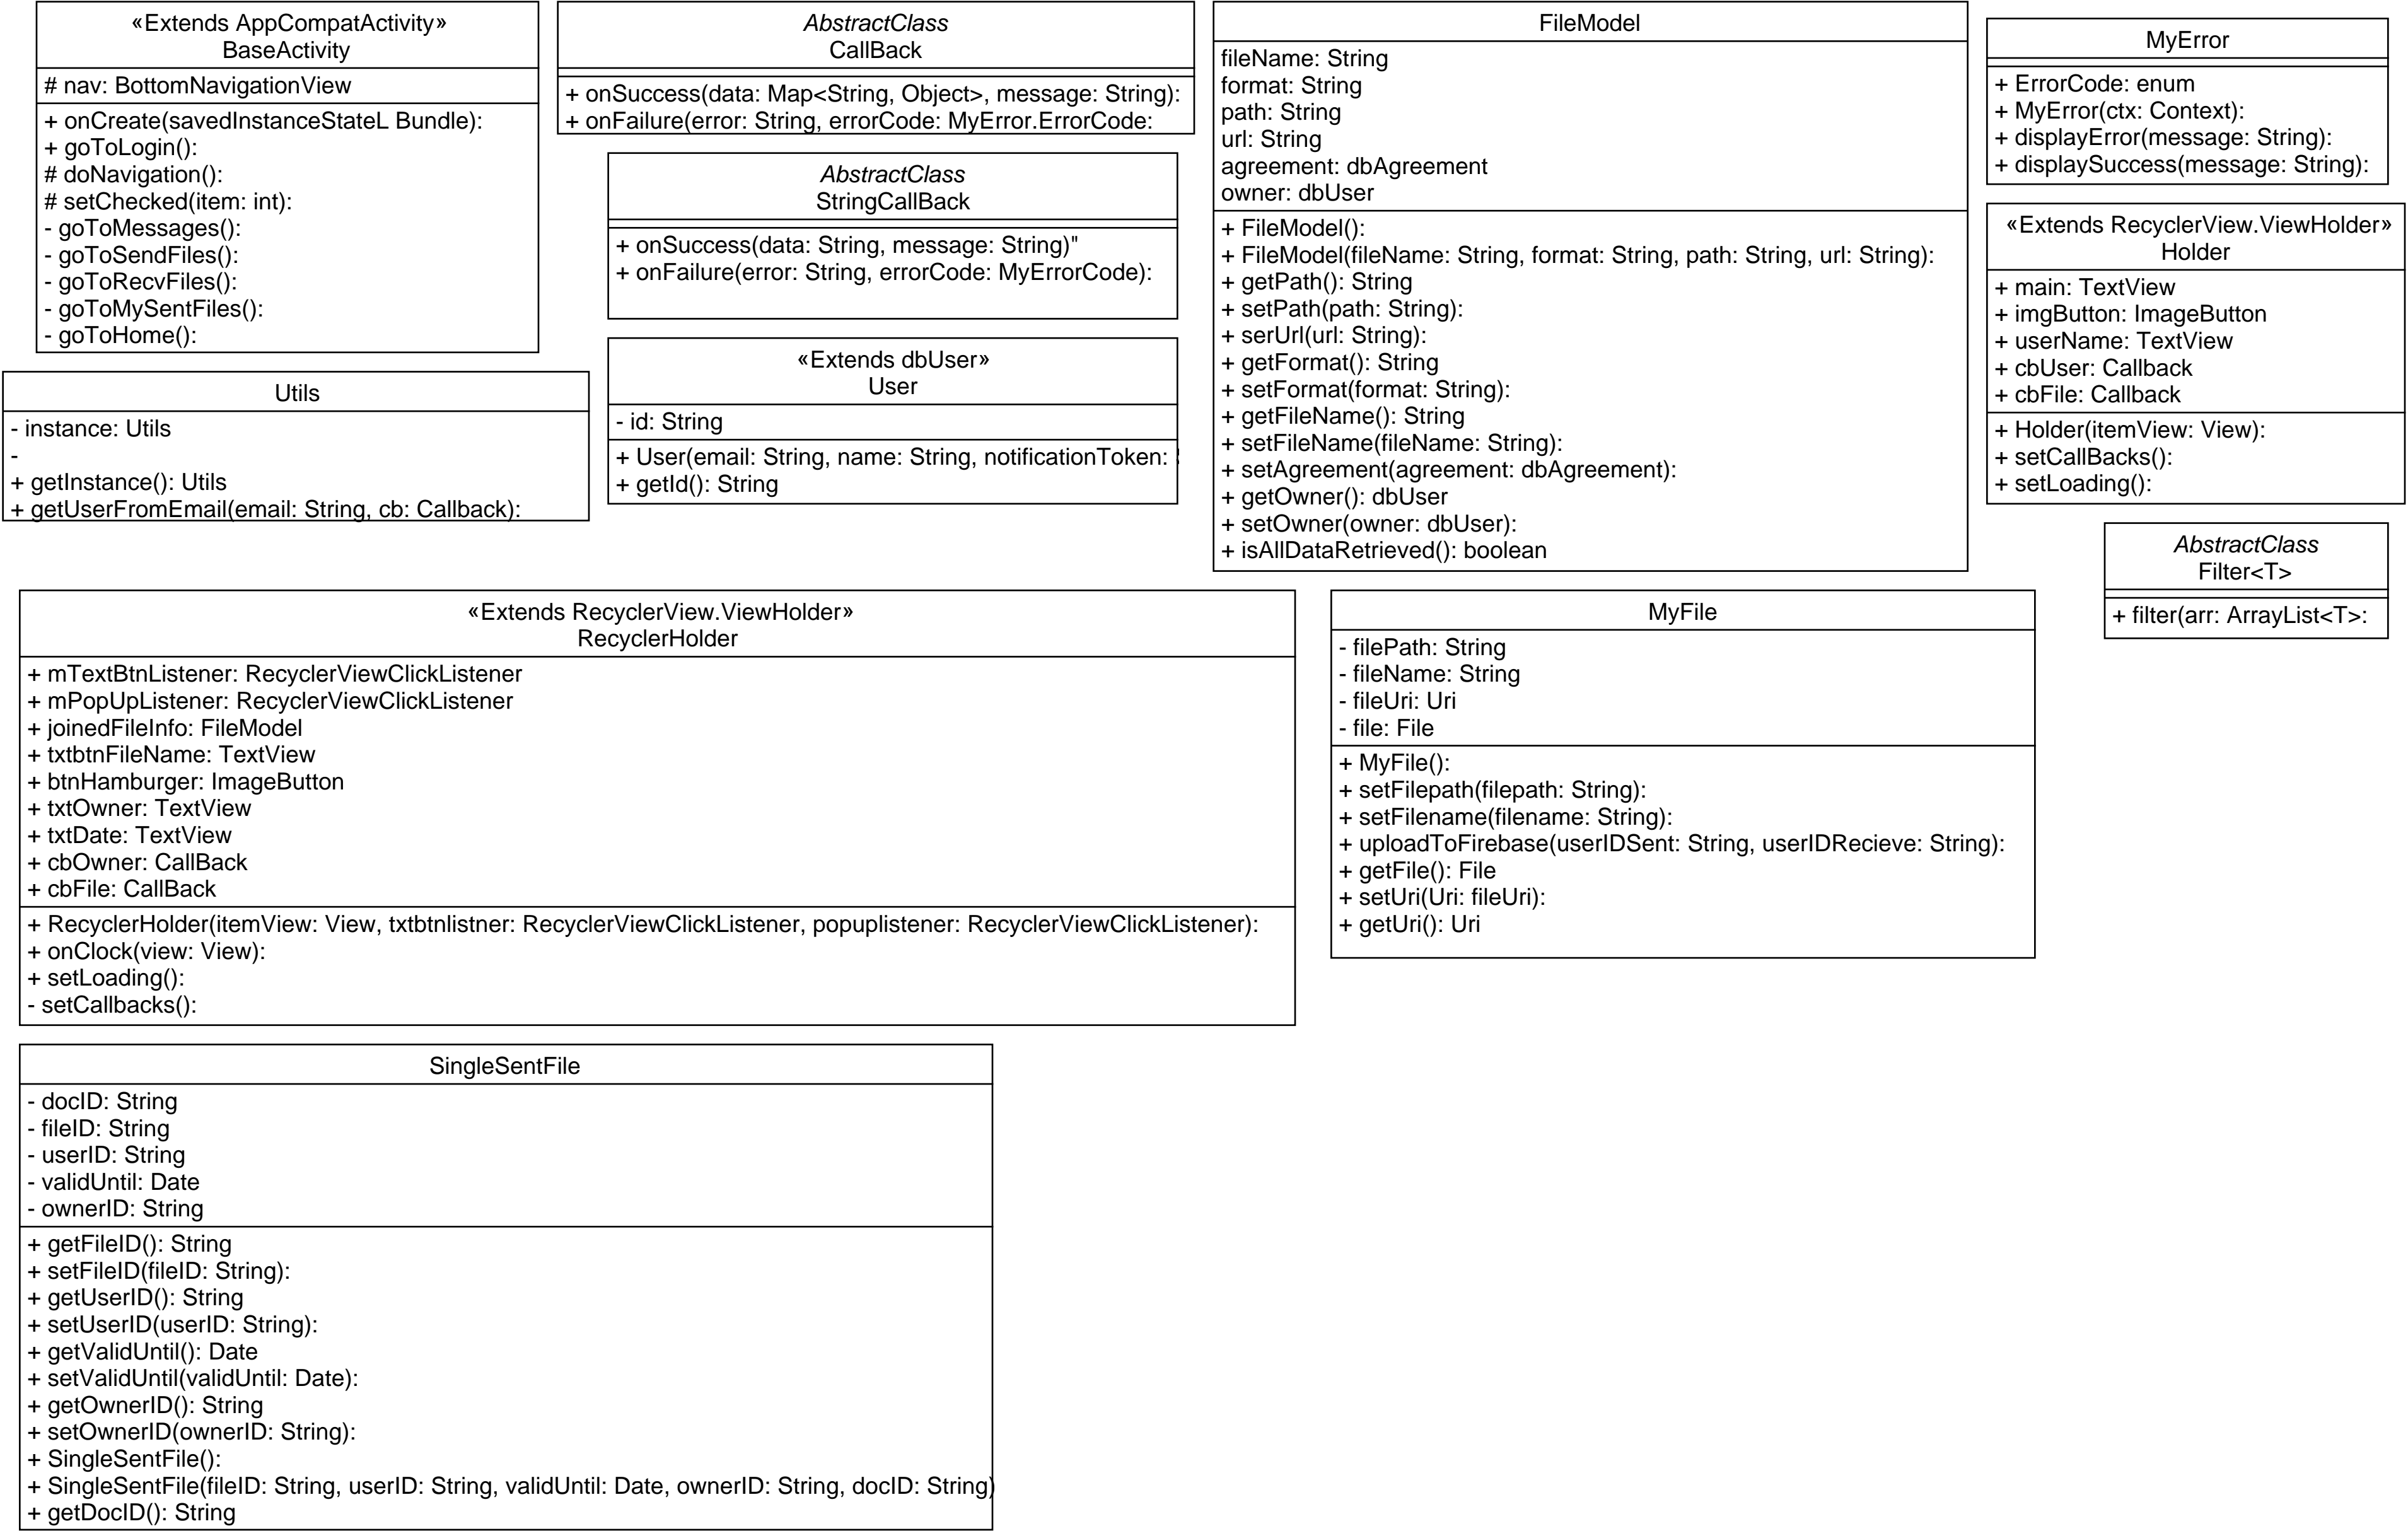 «Extends AppCompatActivity»
BaseActivity
# nav: BottomNavigationView
+ onCreate(savedInstanceStateL Bundle):
+ goToLogin():
# doNavigation():
# setChecked(item: int):
- goToMessages():
- goToSendFiles():
- goToRecvFiles():
- goToMySentFiles():
- goToHome():
AbstractClass
CallBack
+ onSuccess(data: Map<String, Object>, message: String):
+ onFailure(error: String, errorCode: MyError.ErrorCode:
AbstractClass
StringCallBack
+ onSuccess(data: String, message: String)"
+ onFailure(error: String, errorCode: MyErrorCode):
«Extends dbUser»
User
- id: String
+ User(email: String, name: String, notificationToken:
+ getId(): String
Utils
- instance: Utils
-
+ getInstance(): Utils
+ getUserFromEmail(email: String, cb: Callback):
FileModel
fileName: String
format: String
path: String
url: String
agreement: dbAgreement
owner: dbUser
+ FileModel():
+ FileModel(fileName: String, format: String, path: String, url: String):
+ getPath(): String
+ setPath(path: String):
+ serUrl(url: String):
+ getFormat(): String
+ setFormat(format: String):
+ getFileName(): String
+ setFileName(fileName: String):
+ setAgreement(agreement: dbAgreement):
+ getOwner(): dbUser
+ setOwner(owner: dbUser):
+ isAllDataRetrieved(): boolean
MyError
+ ErrorCode: enum
+ MyError(ctx: Context):
+ displayError(message: String):
+ displaySuccess(message: String):
«Extends RecyclerView.ViewHolder»
Holder
+ main: TextView
+ imgButton: ImageButton
+ userName: TextView
+ cbUser: Callback
+ cbFile: Callback
+ Holder(itemView: View):
+ setCallBacks():
+ setLoading():
AbstractClass
Filter<T>
+ filter(arr: ArrayList<T>:
«Extends RecyclerView.ViewHolder»
RecyclerHolder
+ mTextBtnListener: RecyclerViewClickListener
+ mPopUpListener: RecyclerViewClickListener
+ joinedFileInfo: FileModel
+ txtbtnFileName: TextView
+ btnHamburger: ImageButton
+ txtOwner: TextView
+ txtDate: TextView
+ cbOwner: CallBack
+ cbFile: CallBack
+ RecyclerHolder(itemView: View, txtbtnlistner: RecyclerViewClickListener, popuplistener: RecyclerViewClickListener):
+ onClock(view: View):
+ setLoading():
- setCallbacks():
MyFile
- filePath: String
- fileName: String
- fileUri: Uri
- file: File
+ MyFile():
+ setFilepath(filepath: String):
+ setFilename(filename: String):
+ uploadToFirebase(userIDSent: String, userIDRecieve: String):
+ getFile(): File
+ setUri(Uri: fileUri):
+ getUri(): Uri
SingleSentFile
- docID: String
- fileID: String
- userID: String
- validUntil: Date
- ownerID: String
+ getFileID(): String
+ setFileID(fileID: String):
+ getUserID(): String
+ setUserID(userID: String):
+ getValidUntil(): Date
+ setValidUntil(validUntil: Date):
+ getOwnerID(): String
+ setOwnerID(ownerID: String):
+ SingleSentFile():
+ SingleSentFile(fileID: String, userID: String, validUntil: Date, ownerID: String, docID: String)
+ getDocID(): String